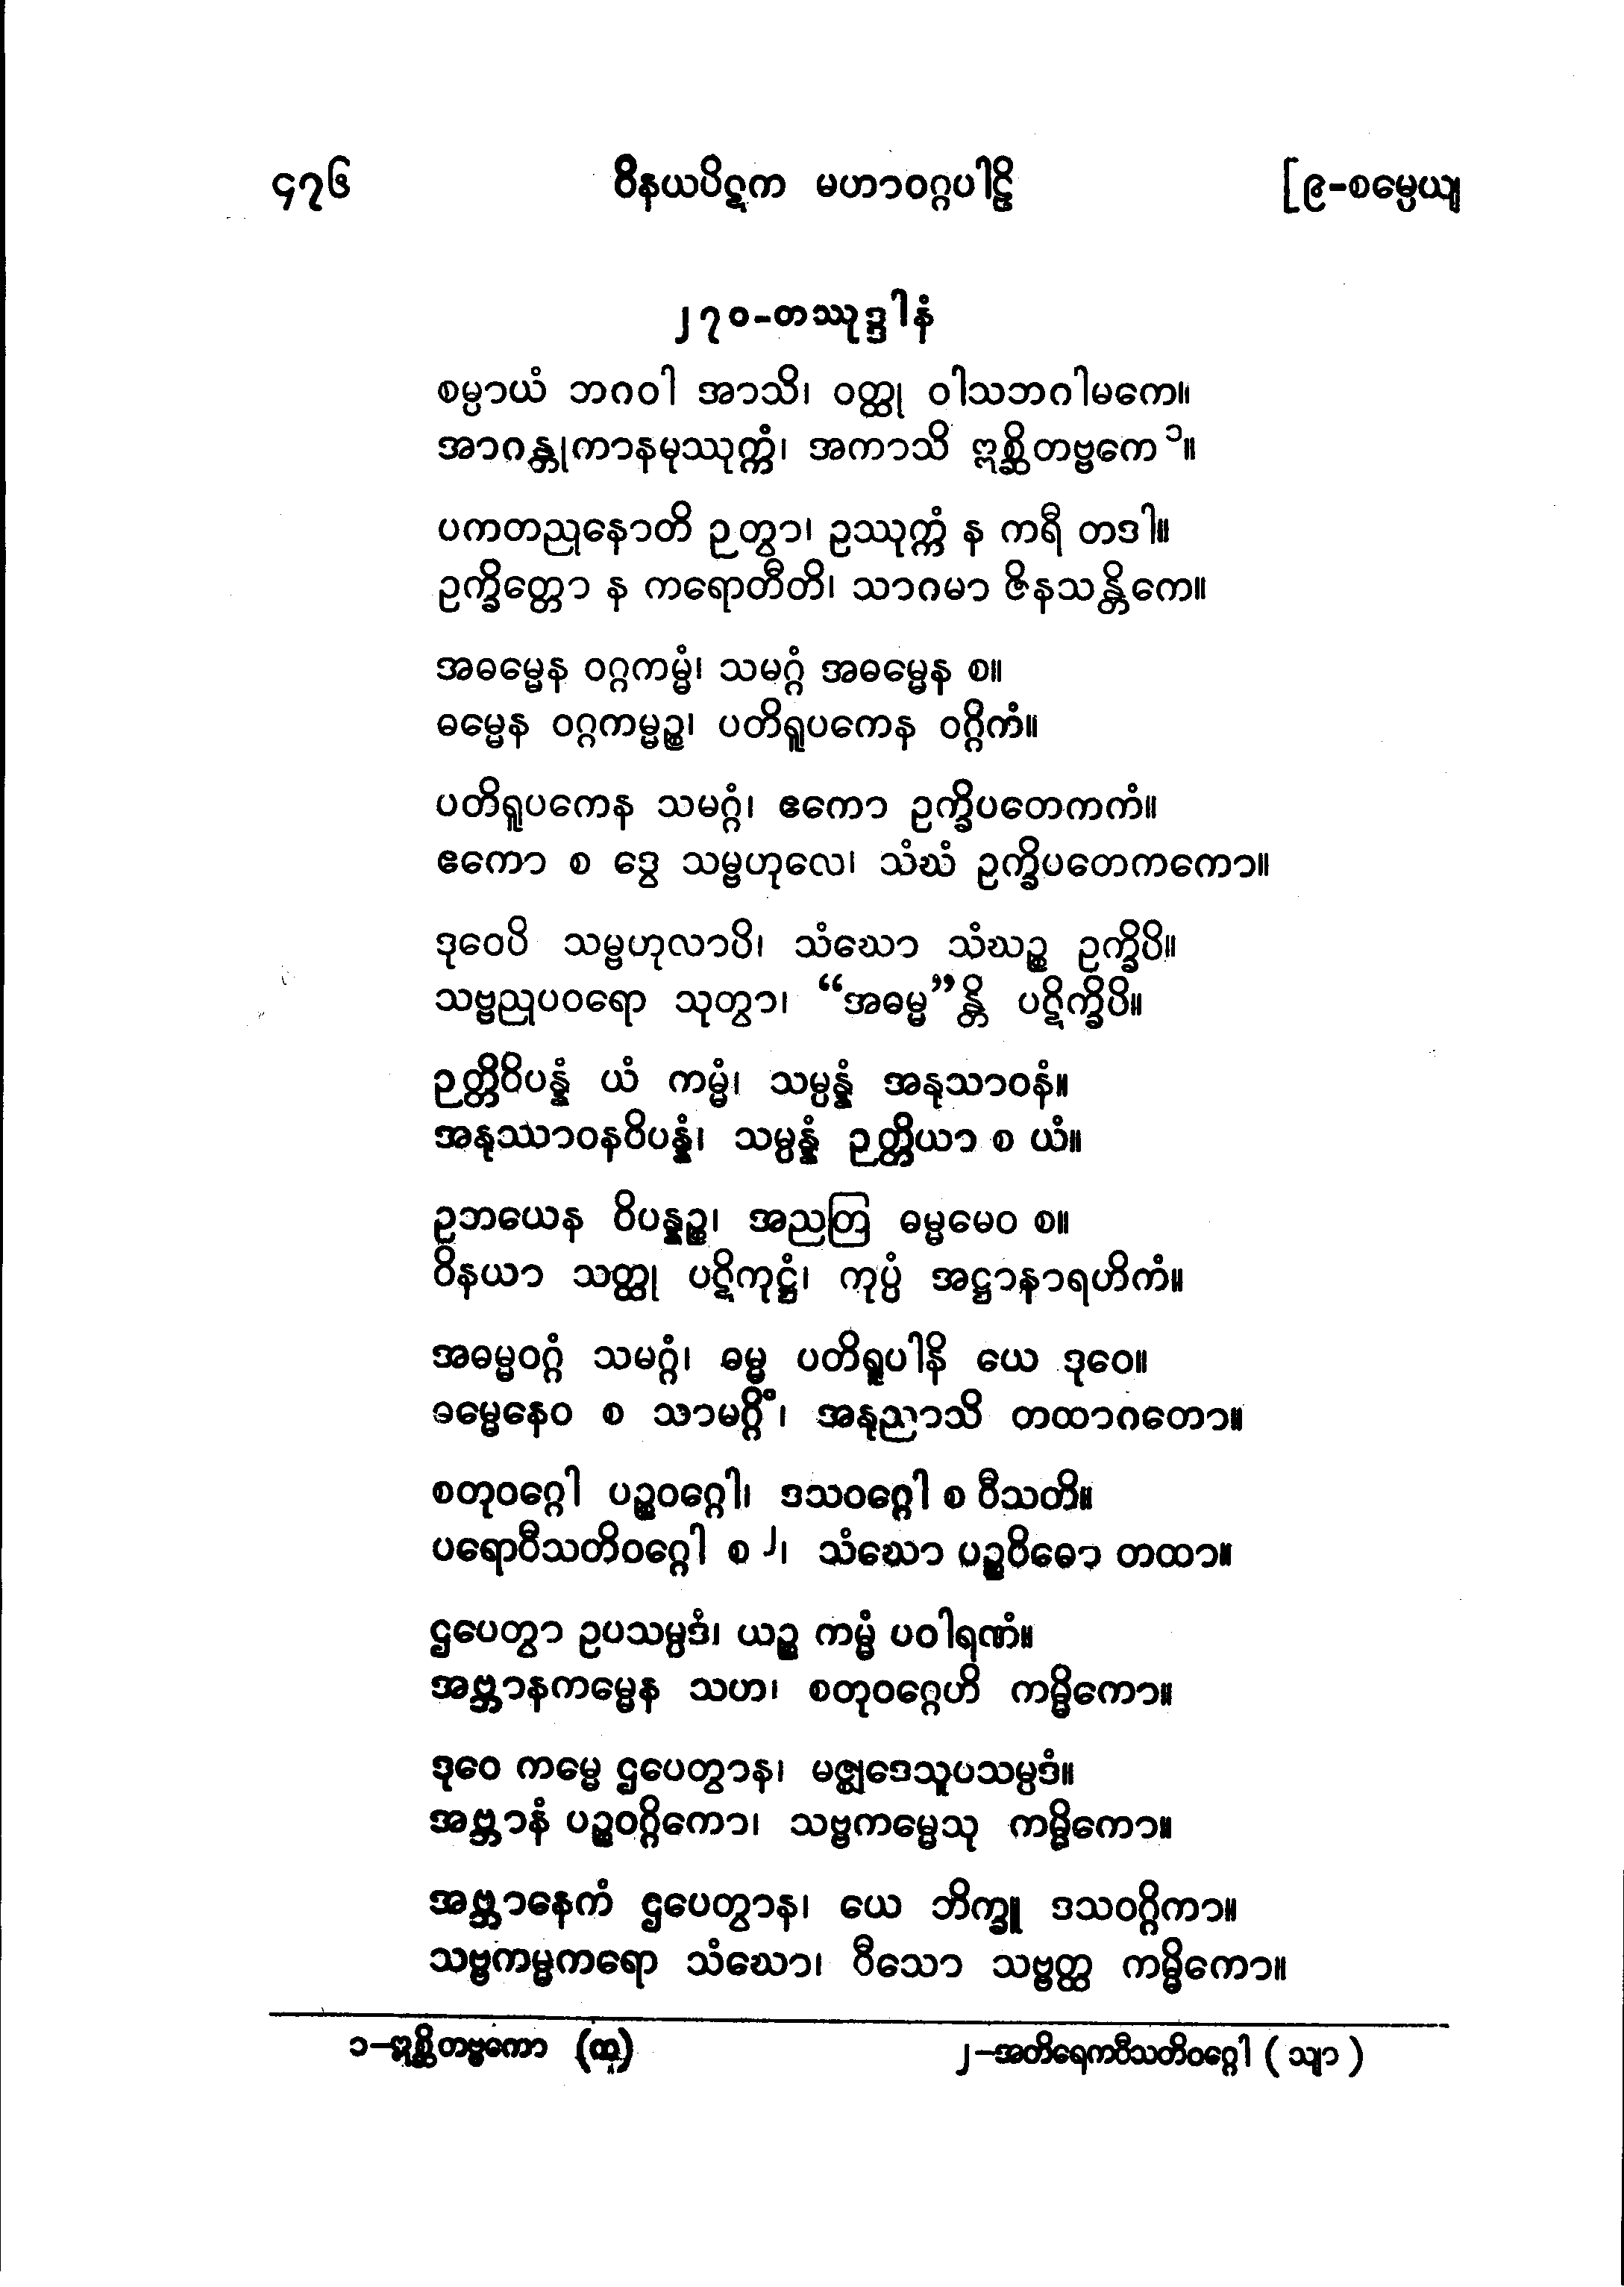 ၄၇၆ ဝိနယပိဋက မဟာဝဂ္ဂပါဠိ [၉-စမ္ပေယျ
၂၇၀-တဿုဒ္ဒါနံ
စမ္ပာယံ ဘဂဝါ အာသိ၊ ဝတ္ထု ဝါသဘဂါမကေ။
အာဂန္တုကာနမုဿုက္ကံ၊ အကာသိ ဣစ္ဆိတဗ္ဗကေ ၁။
ပကတညုနောတိ ဉတွာ၊ ဥဿုက္ကံ န ကရီ တဒါ။
ဥက္ခိတ္တော န ကရောတီတိ၊ သာဂမာ ဇိနသန္တိကေ။
အဓမ္မေန ဝဂ္ဂကမ္မံ၊ သမဂ္ဂံ အဓမ္မေန စ။
ဓမ္မေန ဝဂ္ဂကမ္မဉ္စ၊ ပတိရူပကေန ဝဂ္ဂိကံ။
ပတိရူပကေန သမဂ္ဂံ၊ ဧကော ဥက္ခိပတေကကံ။
ဧကော စ ဒွေ သမ္ဗဟုလေ၊ သံဃံ ဥက္ခိပတေကကော။
ဒုဝေပိ သမ္ဗဟုလာပိ၊ သံဃော သံဃဉ္စ ဥက္ခိပိ။
သဗ္ဗညုပဝရော သုတွာ၊ “အဓမ္မ”န္တိ ပဋိက္ခိပိ။
ဉတ္တိဝိပန္နံ ယံ ကမ္မံ၊ သမ္ပန္နံ အနုသာဝနံ။
အနုဿာဝနဝိပန္နံ၊ သမ္ပန္နံ ဉတ္တိယာ စ ယံ။
ဥဘယေန ဝိပန္နဉ္စ၊ အညတြ ဓမ္မမေဝ စ။
ဝိနယာ သတ္ထု ပဋိကုဋ္ဌံ၊ ကုပ္ပံ အဋ္ဌာနာရဟိကံ။
အဓမ္မဝဂ္ဂံ သမဂ္ဂံ၊ ဓမ္မ ပတိရူပါနိ ယေ ဒုဝေ။
ဓမ္မေနေဝ စ သာမဂ္ဂိံ၊ အနုညာသိ တထာဂတော။
စတုဝဂ္ဂေါ ပဉ္စဝဂ္ဂေါ၊ ဒသဝဂ္ဂေါ စ ဝီသတိ။
ပရောဝီသတိဝဂ္ဂေါ စ ၂၊ သံဃော ပဉ္စဝိဓော တထာ။
ဌပေတွာ ဥပသမ္ပဒံ၊ ယဉ္စ ကမ္မံ ပဝါရဏံ။
အဗ္ဘာနကမ္မေန သဟ၊ စတုဝဂ္ဂေဟိ ကမ္မိကော။
ဒုဝေ ကမ္မေ ဌပေတွာန၊ မဇ္ဈဒေသူပသမ္ပဒံ။
အဗ္ဘာနံ ပဉ္စဝဂ္ဂိကော၊ သဗ္ဗကမ္မေသု ကမ္မိကော။
အဗ္ဘာနေကံ ဌပေတွာန၊ ယေ ဘိက္ခူ ဒသဝဂ္ဂိကာ။
သဗ္ဗကမ္မကရော သံဃော၊ ဝီသော သဗ္ဗတ္ထ ကမ္မိကော။
၁-ဣစ္ဆိတဗ္ဗကော (ဣ) ၂-အတိရေကဝီသတိဝဂ္ဂေါ ( သျာ )